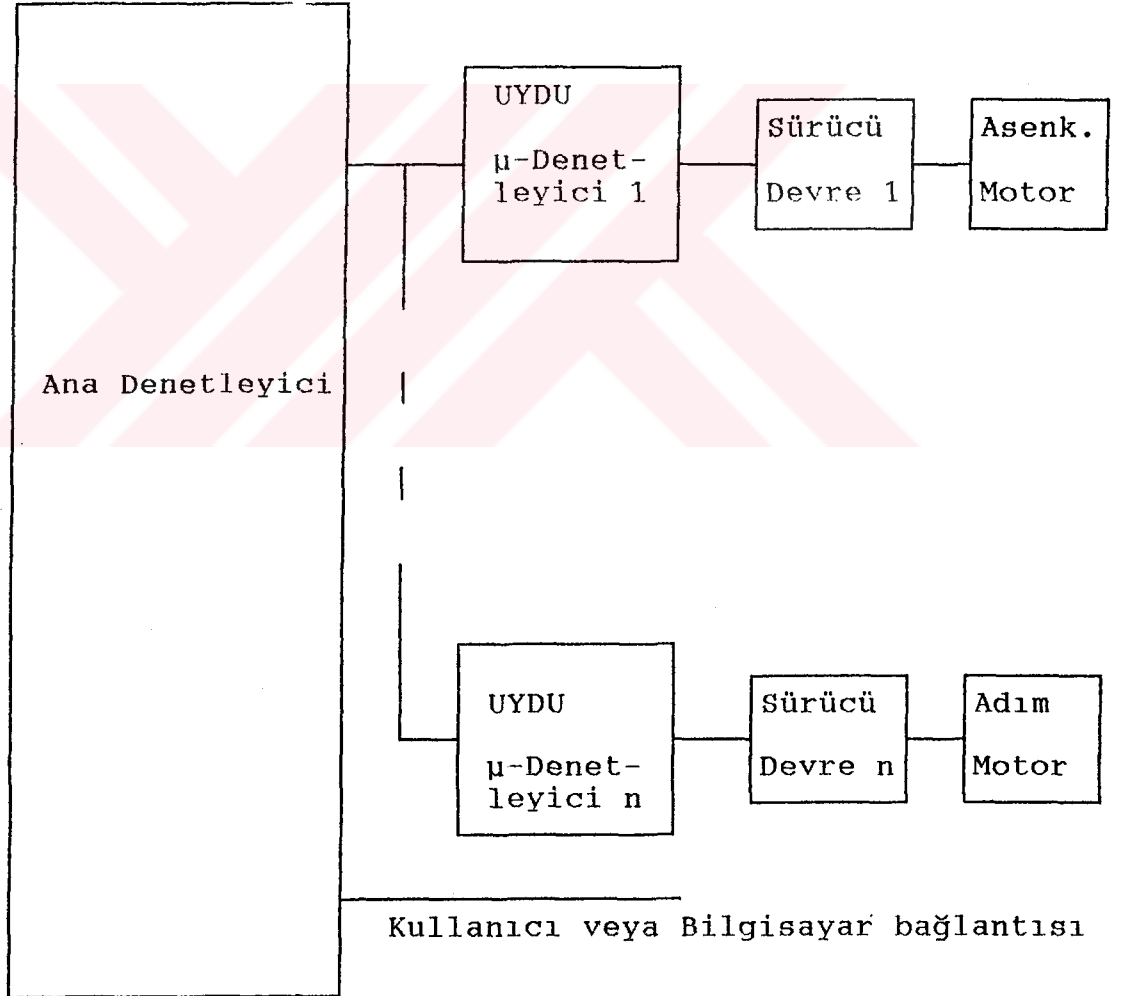 UYDU
µ-Denet-
leyici 1
Sürücü
Devre 1
Asenk.
Motor
Ana Denetleyici
UYDU
µ-Denet-
leyici n
Sürücü
Devre n
Adım
Motor
Kullanıcı veya Bilgisayar bağlantısı